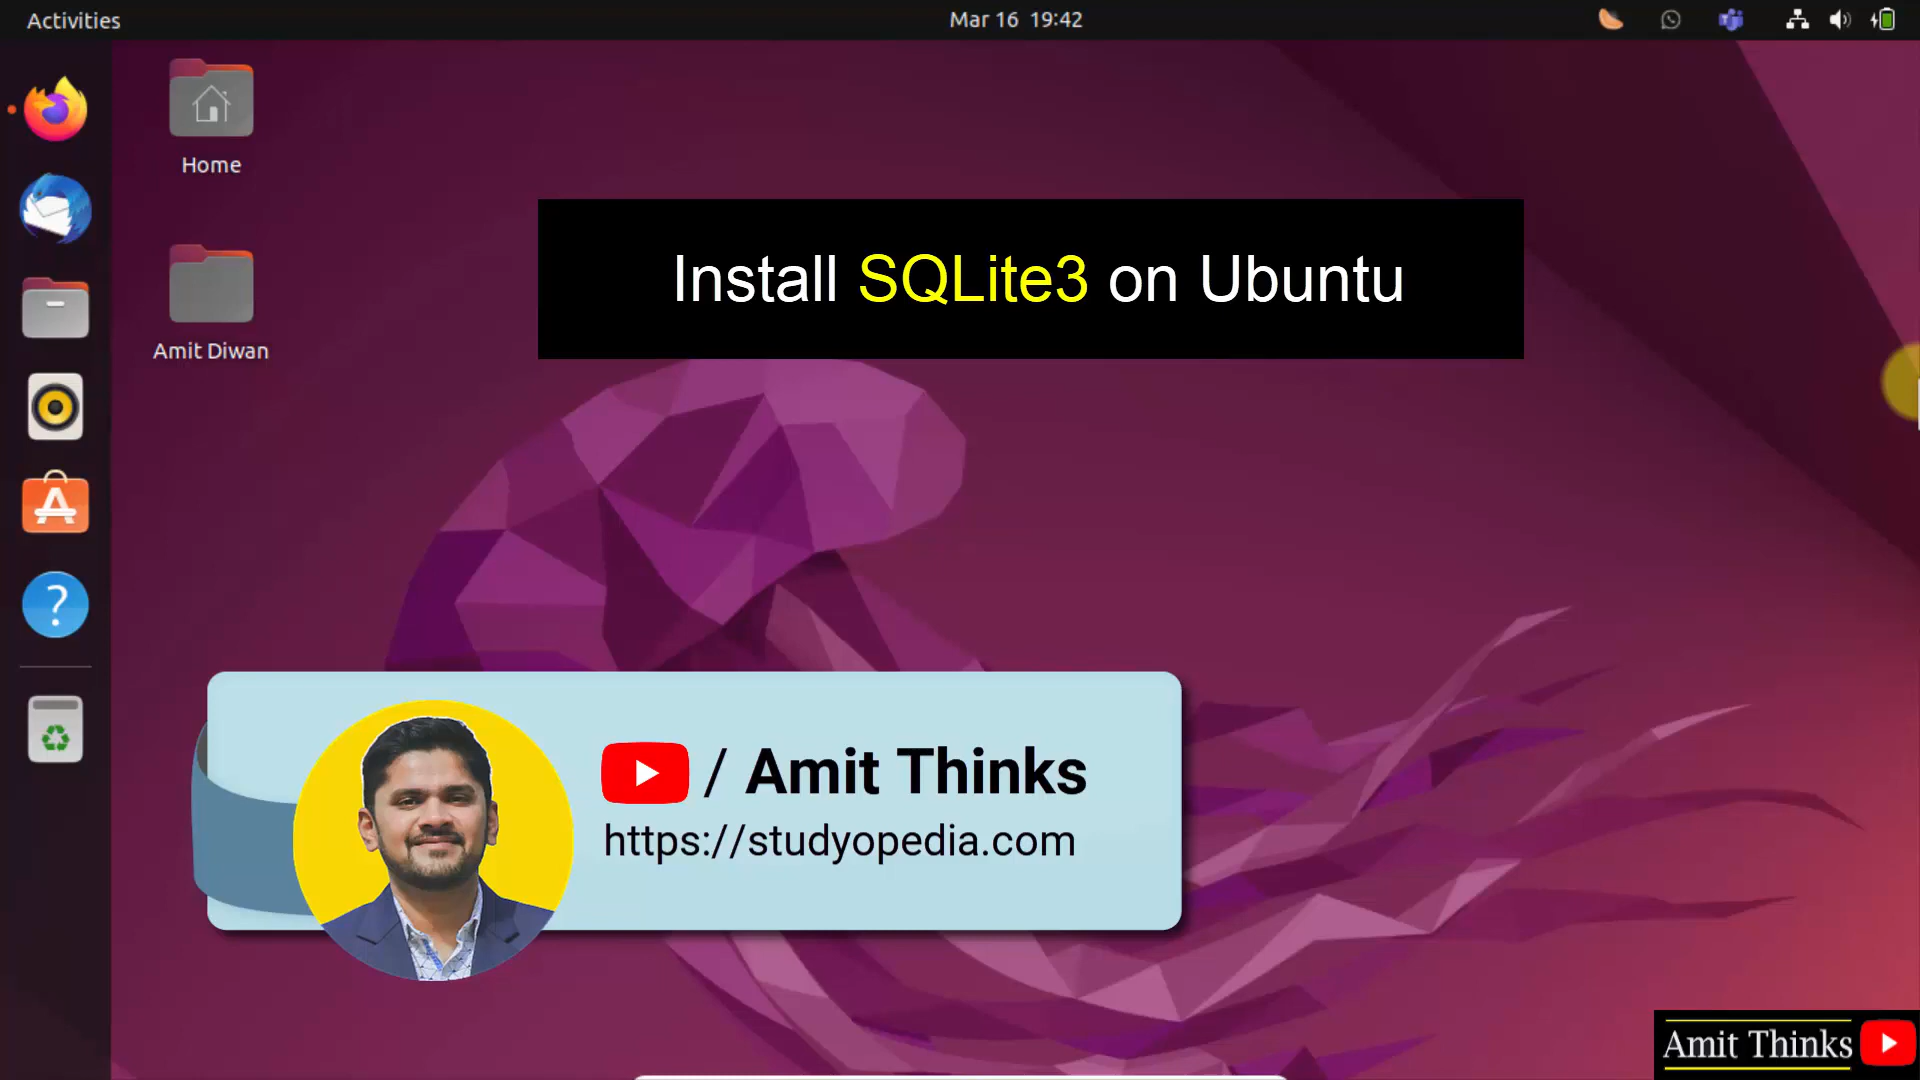 Activities
Mar 16 19:42
Home
Install SQLite3 on Ubuntu
Amit Diwan
/ Amit Thinks
https://studyopedia.com
Amit Thinks